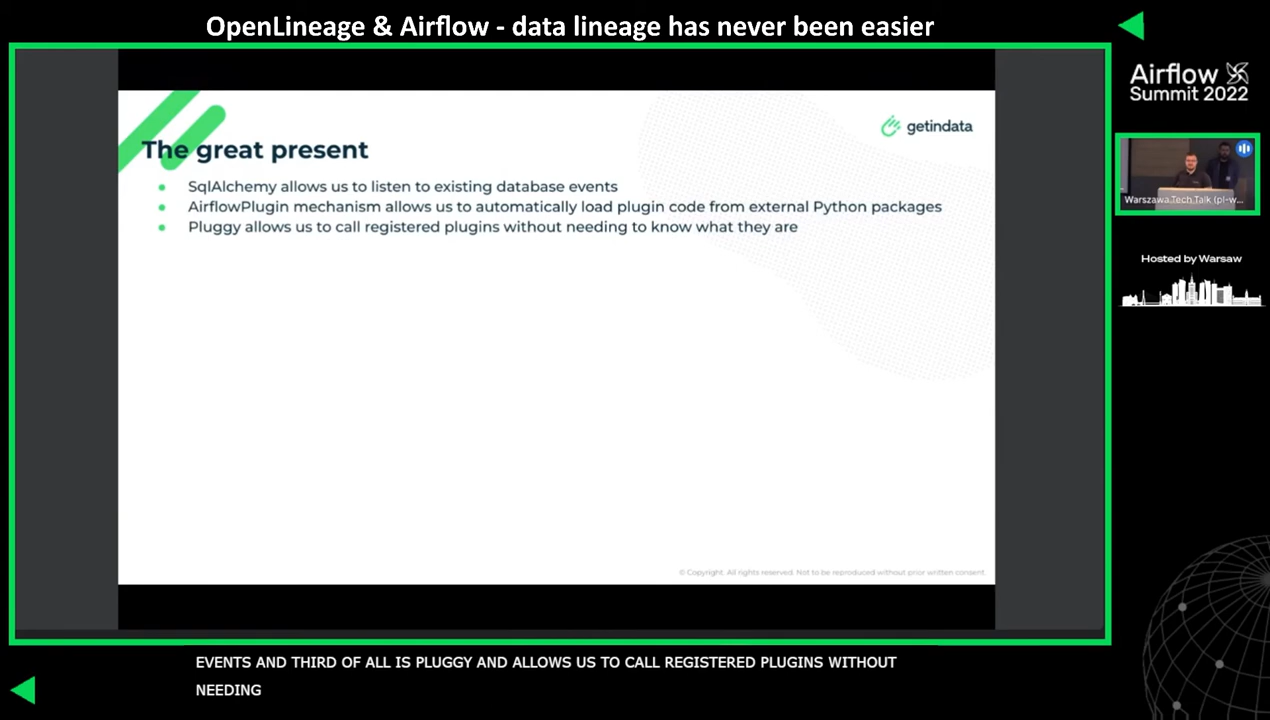 OpenLineage & Airflow - data lineage has never been easier
Airflow
Summit 2022
getindata
The great present
SqlAlchemy allows us to listen to existing database events
AirflowPlugin mechanism allows us to automatically load plugin code from external Python packages
Pluggy allows us to call registered plugins without needing to know what they are
Warszawa.Tech.Talk (pl-w...
Hosted by Warsaw
© Copyright. All rights reserved. Not to be reproduced without prior written consent.
EVENTS AND THIRD OF ALL IS PLUGGY AND ALLOWS US TO CALL REGISTERED PLUGINS WITHOUT
NEEDING